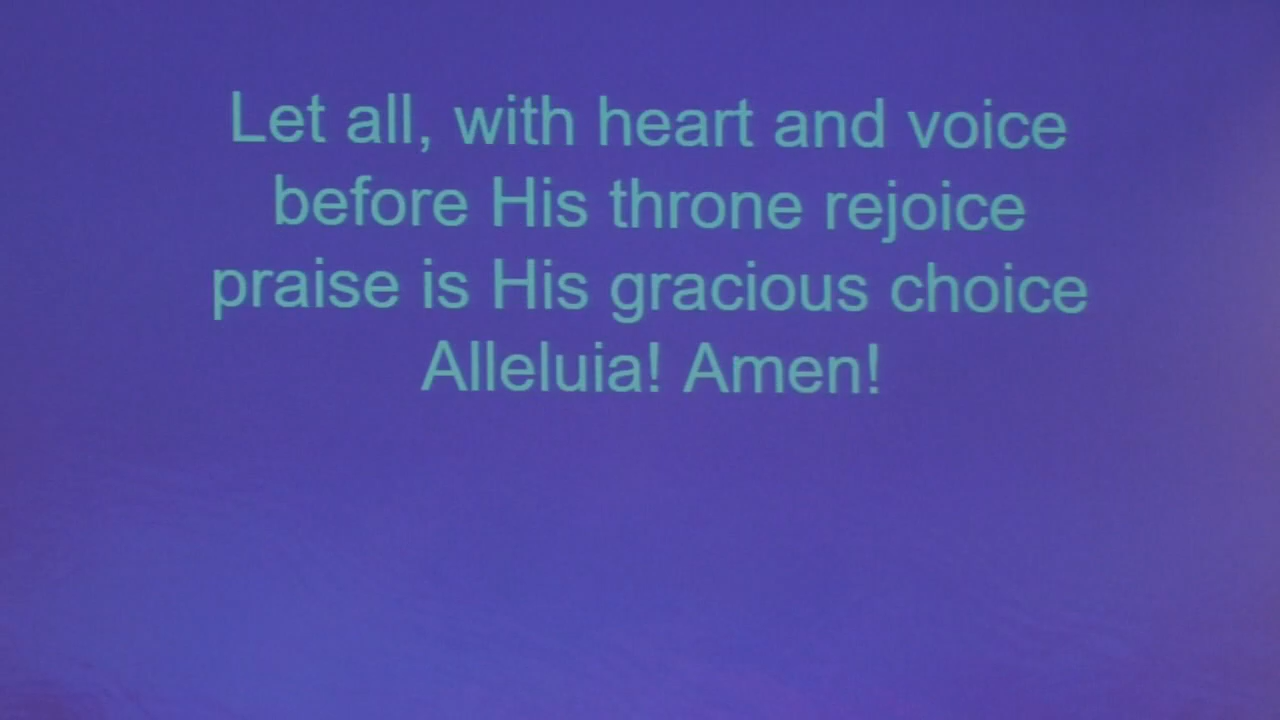 Let all, with heart and voice
before His throne rejoice
praise is His gracious choice
Alleluia! Amen!